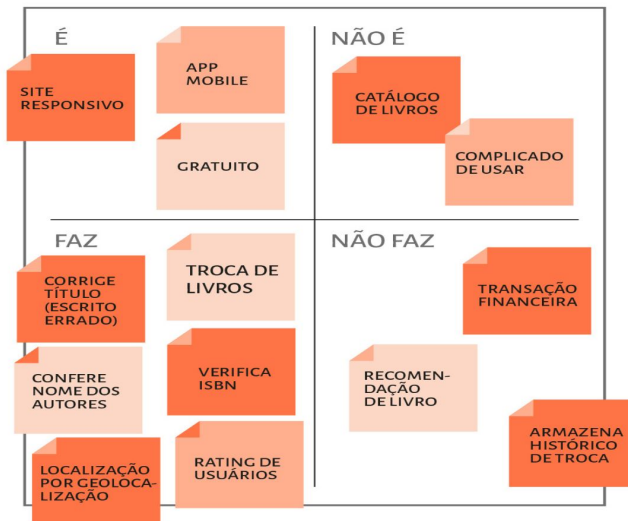 É
SITE
RESPONSIVO
APP
MOBILE
GRATUITO
NÃO É
CATÁLOGO
DE LIVROS
COMPLICADO
DE USAR
FAZ
CORRIGE
TÍTULO
(ESCRITO
ERRADO)
TROCA DE
LIVROS
CONFERE
NOME DOS
AUTORES
VERIFICA
ISBN
LOCALIZAÇÃO
POR GEOLOCA-
LIZAÇÃO
RATING DE
USUÁRIOS
NÃO FAZ
TRANSAÇÃO
FINANCEIRA
RECOMEN-
DAÇÃO
DE LIVRO
ARMAZENA
HISTÓRICO
DE TROCA